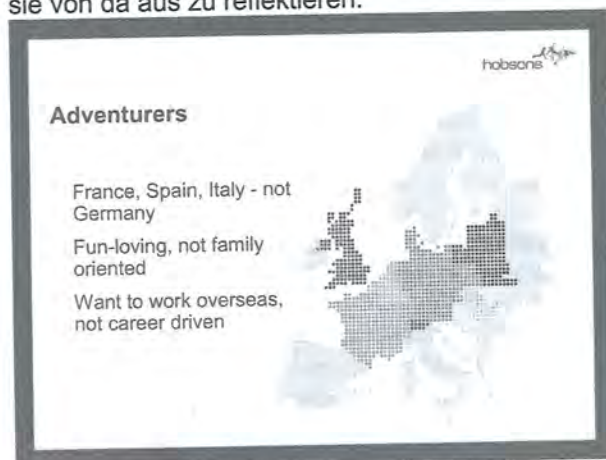 sie von da aus zu reflektieren.
hobsons
Adventurers
France, Spain, Italy - not
Germany
Fun-loving, not family
oriented
Want to work overseas,
not career driven